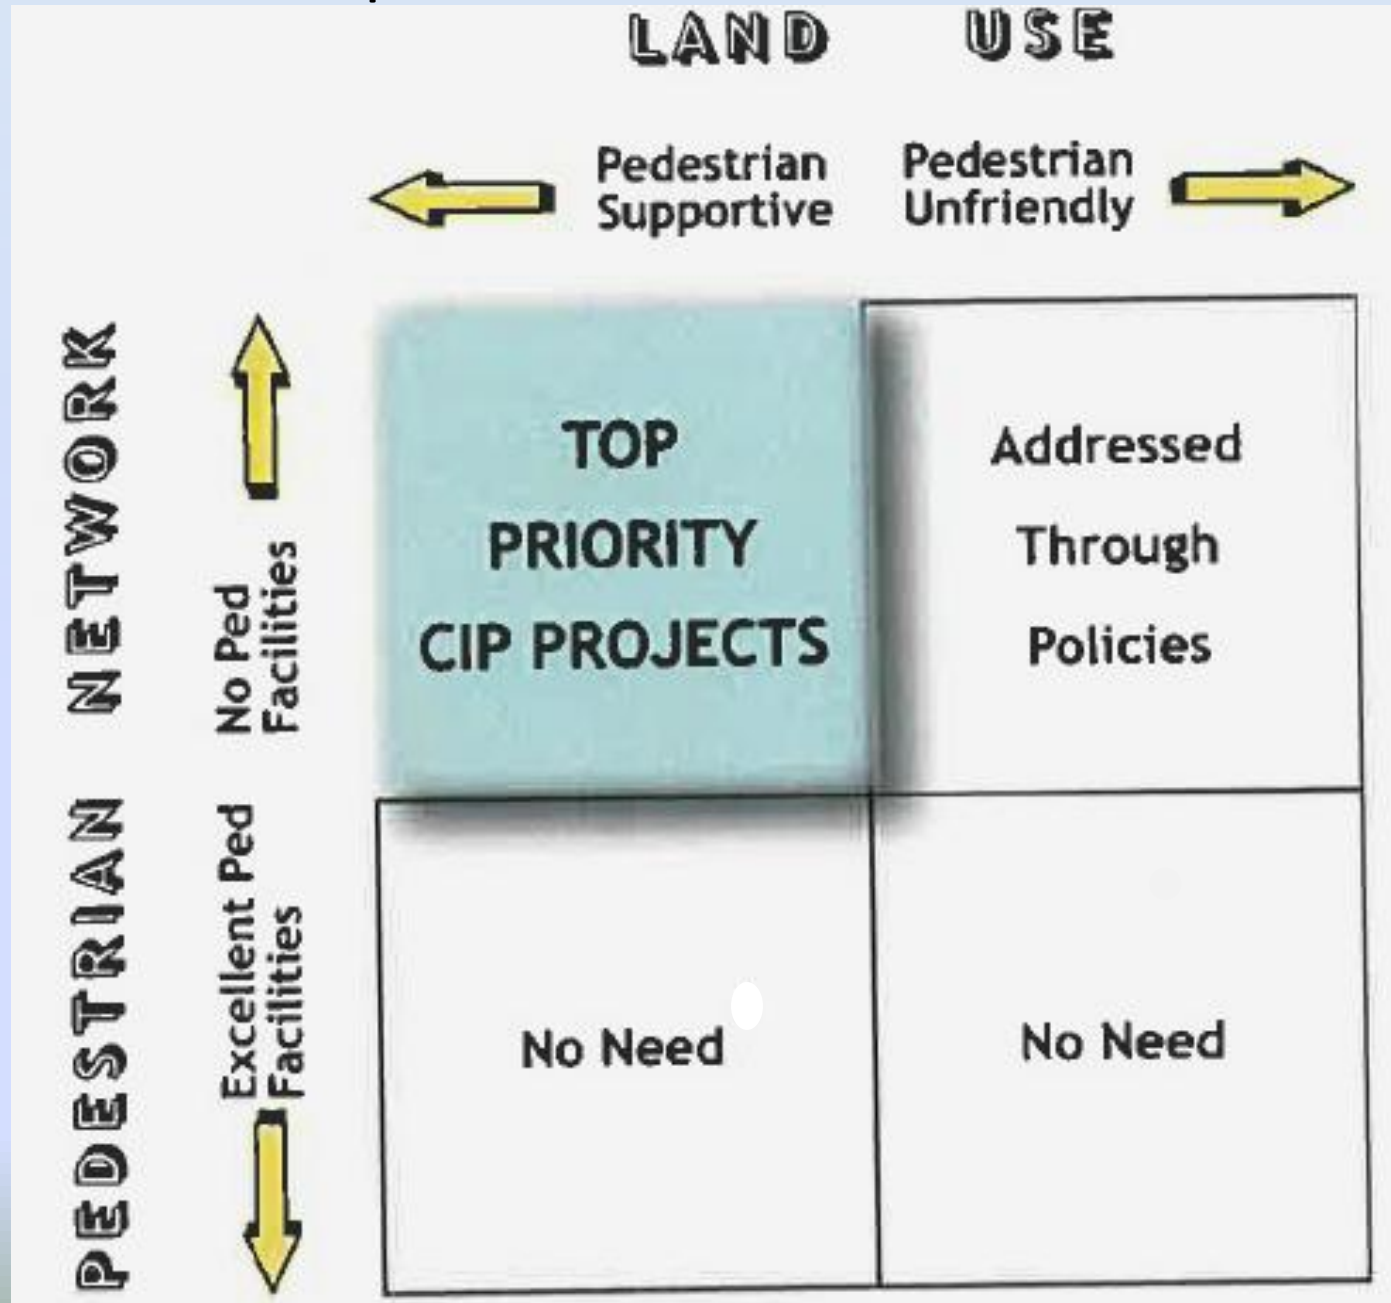 LAND USE
Pedestrian Pedestrian
Supportive Unfriendly
PEDESTRIAN NETWORK
No Ped
Facilities
Excellent Ped
Facilities
TOP
PRIORITY
CIP PROJECTS
Addressed
Through
Policies
No Need
No Need